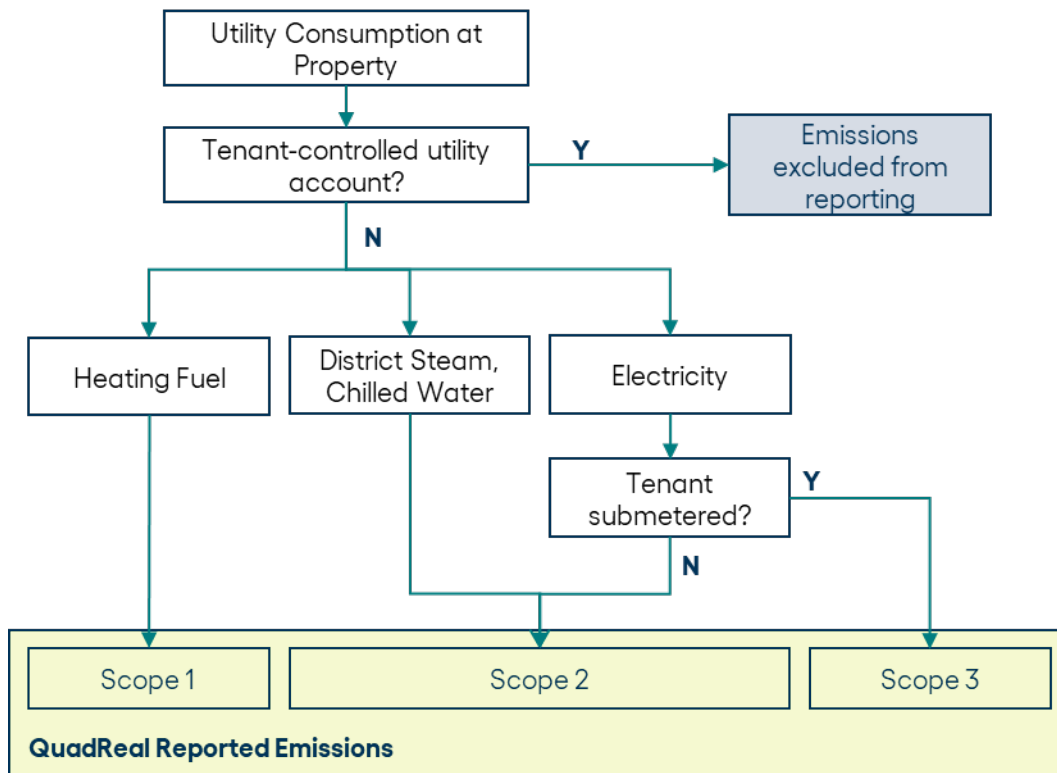 Utility Consumption at
Property
Tenant-controlled utility
account?
Y
Emissions
excluded from
reporting
N
Heating Fuel
District Steam,
Chilled Water
Electricity
Tenant
submetered?
Y
N
Scope 1
Scope 2
Scope 3
QuadReal Reported Emissions